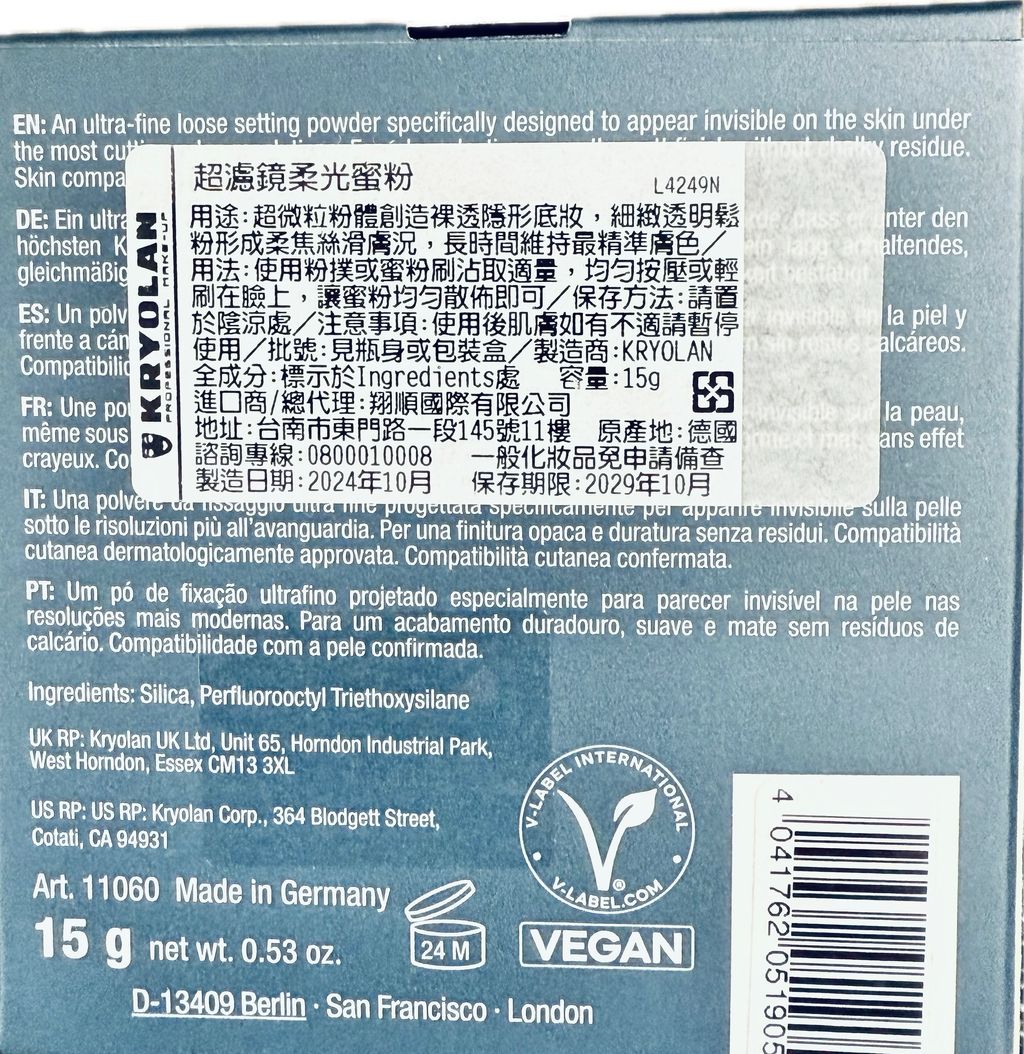 EN: An ultra-fine loose setting powder specifically designed to appear invisible on the skin under
the most residue.
Skin
超濾鏡柔光蜜粉 L4249N
用途:超微粒粉體創造裸透隱形底妝，細緻透明鬆
粉形成柔焦絲滑膚況，長時間維持最精準膚色／
用法:使用粉撲或蜜粉刷沾取適量，均勻按壓或輕
刷在臉上，讓蜜粉均勻散佈即可／保存方法:請置
於陰涼處／注意事項:使用後肌膚如有不適請暫停
使用／批號:見瓶身或包裝盒／製造商:KRYOLAN
全成分:標示於Ingredients處 容量:15g
進口商/總代理:翔順國際有限公司
地址:台南市東門路一段145號11樓 原產地:德國
諮詢專線:0800010008 一般化妝品免申請備查
製造日期:2024年10月 保存期限:2029年10月
KRYOLAN
PROFESSIONAL MAKE-UP
DE: Ein den
höchsten
ES: Un la piel y
frente a
FR: Une la peau,
même sous effet
crayeux.
IT: Una ultra fine progettata specificamente per apparire invisibile sulla pelle
sotto le risoluzioni più all'avanguardia. Per una finitura opaca e duratura senza residui. Compatibilità
cutanea dermatologicamente approvata. Compatibilità cutanea confermata.
PT: Um pó de fixação ultrafino projetado especialmente para parecer invisível na pele nas
resoluções mais modernas. Para um acabamento duradouro, suave e mate sem resíduos de
calcário. Compatibilidade com a pele confirmada.
Ingredients: Silica, Perfluorooctyl Triethoxysilane
UK RP: Kryolan UK Ltd, Unit 65, Horndon Industrial Park,
West Horndon, Essex CM13 3XL
US RP: US RP: Kryolan Corp., 364 Blodgett Street,
Cotati, CA 94931
Art. 11060 Made in Germany
15 g net wt. 0.53 oz.
24 M
V-LABEL INTERNATIONAL
V-LABEL.COM
®
VEGAN
D-13409 Berlin · San Francisco · London
4 041762 051905